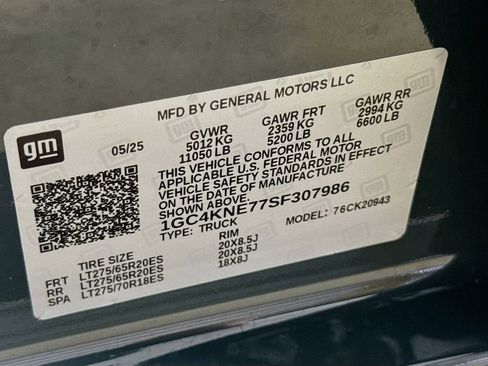 gm
MFD BY GENERAL MOTORS LLC
05/25 GVWR GAWR FRT GAWR RR
5012KG 2359 KG 2994 KG
11050 LB 5200 LB 6600 LB
THIS VEHICLE CONFORMS TO ALL
APPLICABLE U.S. FEDERAL MOTOR
VEHICLE SAFETY STANDARDS IN EFFECT
ON THE DATE OF MANUFACTURE
SHOWN ABOVE.
1GC4KNE77SF307986
TYPE: TRUCK MODEL: 76CK20943
TIRE SIZE RIM
FRT LT275/65R20ES 20X8.5J
RR LT275/65R20ES 20X8.5J
SPA LT275/70R18ES 18X8J